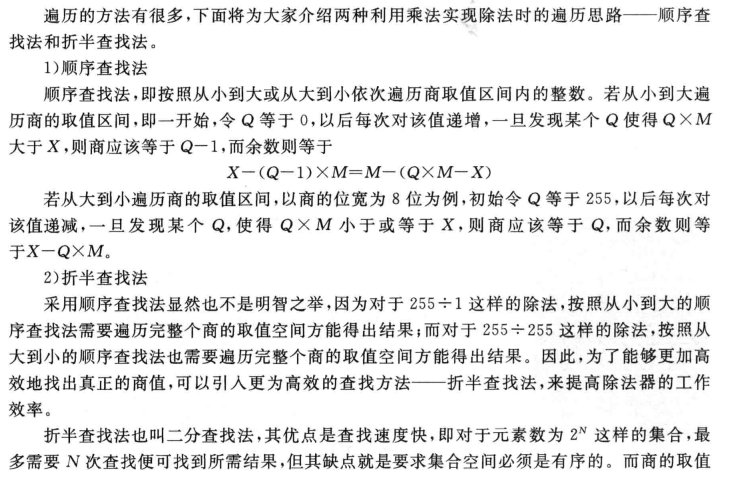 遍历的方法有很多,下面将为大家介绍两种利用乘法实现除法时的遍历思路——顺序查
找法和折半查找法。
1)顺序查找法
顺序查找法,即按照从小到大或从大到小依次遍历商取值区间内的整数。若从小到大遍
历商的取值区间,即一开始,令 Q 等于 0,以后每次对该值递增,一旦发现某个 Q 使得 Q×M
大于 X,则商应该等于 Q−1,而余数则等于
X−(Q−1)×M=M−(Q×M−X)
若从大到小遍历商的取值区间,以商的位宽为 8 位为例,初始令 Q 等于 255,以后每次对
该值递减,一旦发现某个 Q,使得 Q×M 小于或等于 X,则商应该等于 Q,而余数则等
于X−Q×M。
2)折半查找法
采用顺序查找法显然也不是明智之举,因为对于 255÷1 这样的除法,按照从小到大的顺
序查找法需要遍历完整个商的取值空间方能得出结果;而对于 255÷255 这样的除法,按照从
大到小的顺序查找法也需要遍历完整个商的取值空间方能得出结果。因此,为了能够更加高
效地找出真正的商值,可以引入更为高效的查找方法——折半查找法,来提高除法器的工作
效率。
折半查找法也叫二分查找法,其优点是查找速度快,即对于元素数为 2ᴺ 这样的集合,最
多需要 N 次查找便可找到所需结果,但其缺点就是要求集合空间必须是有序的。而商的取值